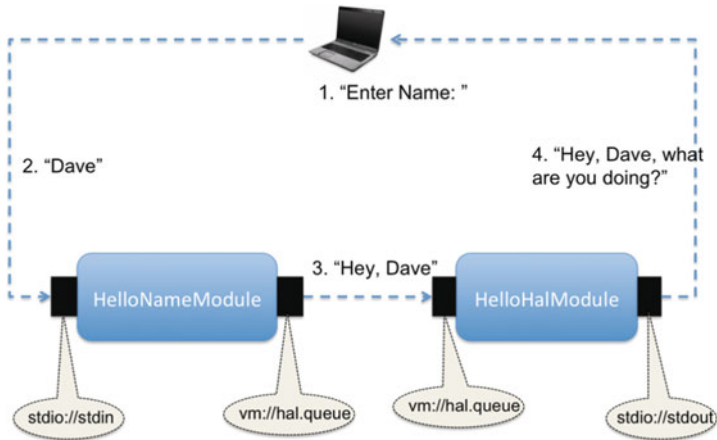 1. “Enter Name: ”
2. “Dave”
4. “Hey, Dave, what
are you doing?”
3. “Hey, Dave”
HelloNameModule
HelloHalModule
stdio://stdin
vm://hal.queue
vm://hal.queue
stdio://stdout